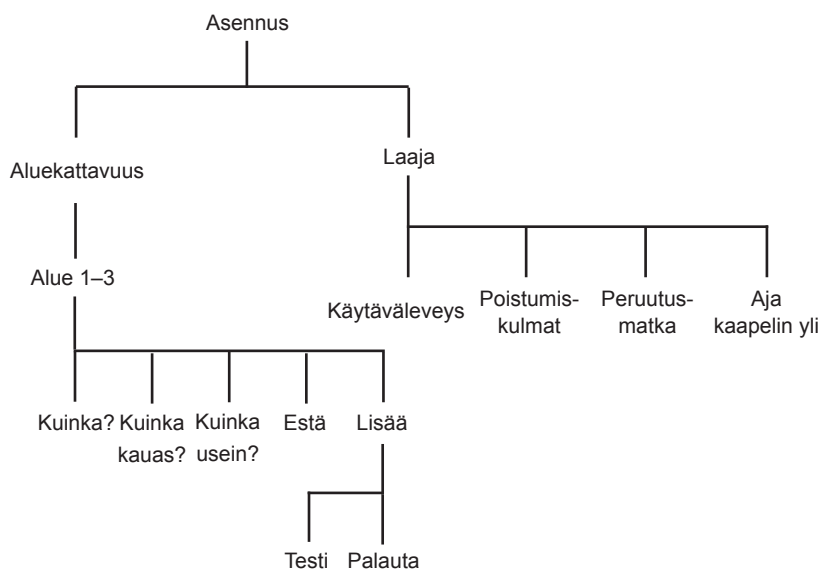 Asennus
Aluekattavuus
Laaja
Alue 1–3
Käytäväleveys
Poistumis-
kulmat
Peruutus-
matka
Aja
kaapelin yli
Kuinka?
Kuinka
kauas?
Kuinka
usein?
Estä
Lisää
Testi
Palauta